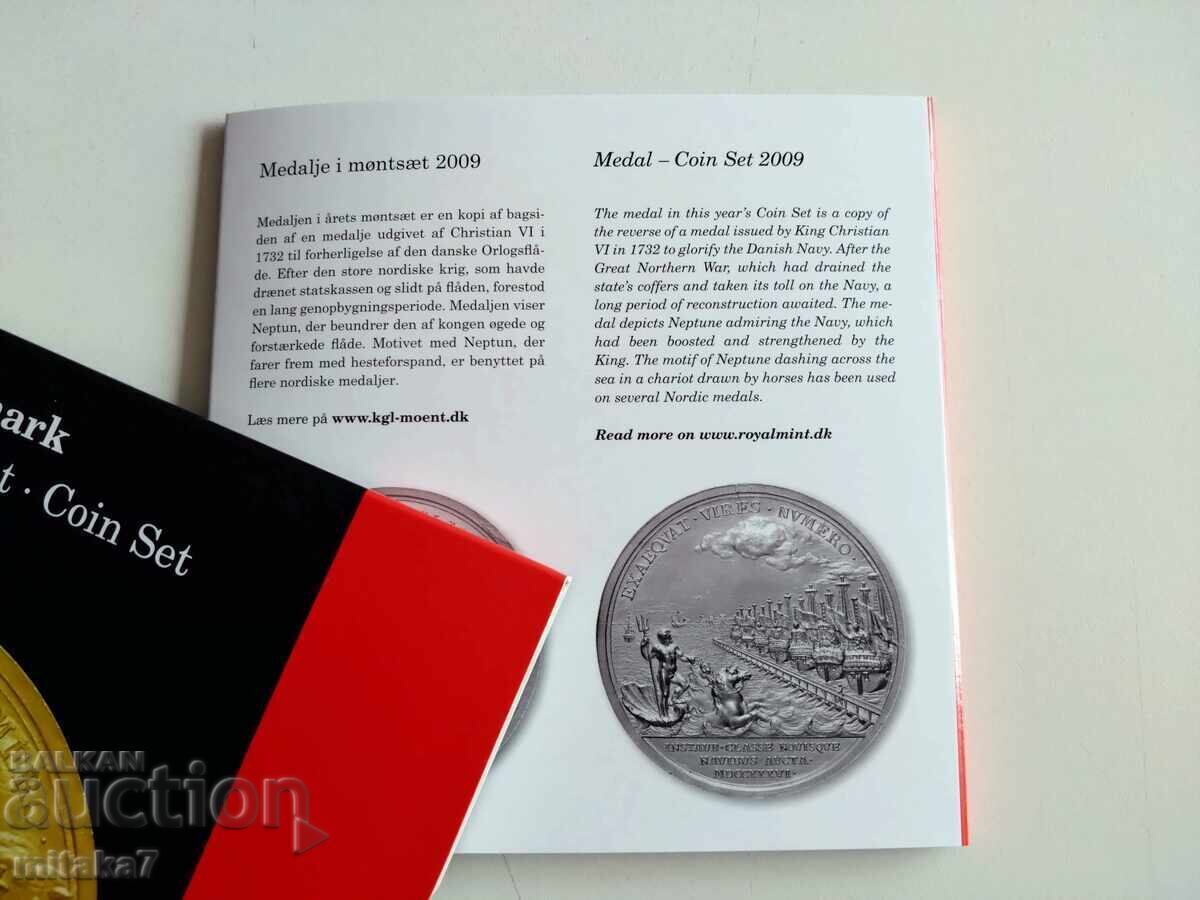 Medalje i møntsæt 2009
Medaljen i årets møntsæt er en kopi af bagsi-
den af en medalje udgivet af Christian VI i
1732 til forherligelse af den danske Orlogsflå-
de. Efter den store nordiske krig, som havde
drænet statskassen og slidt på flåden, forestod
en lang genopbygningsperiode. Medaljen viser
Neptun, der beundrer den af kongen øgede og
forstærkede flåde. Motivet med Neptun, der
farer frem med hesteforspand, er benyttet på
flere nordiske medaljer.
Læs mere på www.kgl-moent.dk
Medal – Coin Set 2009
The medal in this year's Coin Set is a copy of
the reverse of a medal issued by King Christian
VI in 1732 to glorify the Danish Navy. After the
Great Northern War, which had drained the
state's coffers and taken its toll on the Navy, a
long period of reconstruction awaited. The me-
dal depicts Neptune admiring the Navy, which
had been boosted and strengthened by the
King. The motif of Neptune dashing across the
sea in a chariot drawn by horses has been used
on several Nordic medals.
Read more on www.royalmint.dk
EXAEQVAT · VIRES · NVMERO ·
CLASSE NOVISQUE
NAVIBUS AUCTA ·
ark
t · Coin Set
BALKAN
auction
mitaka7